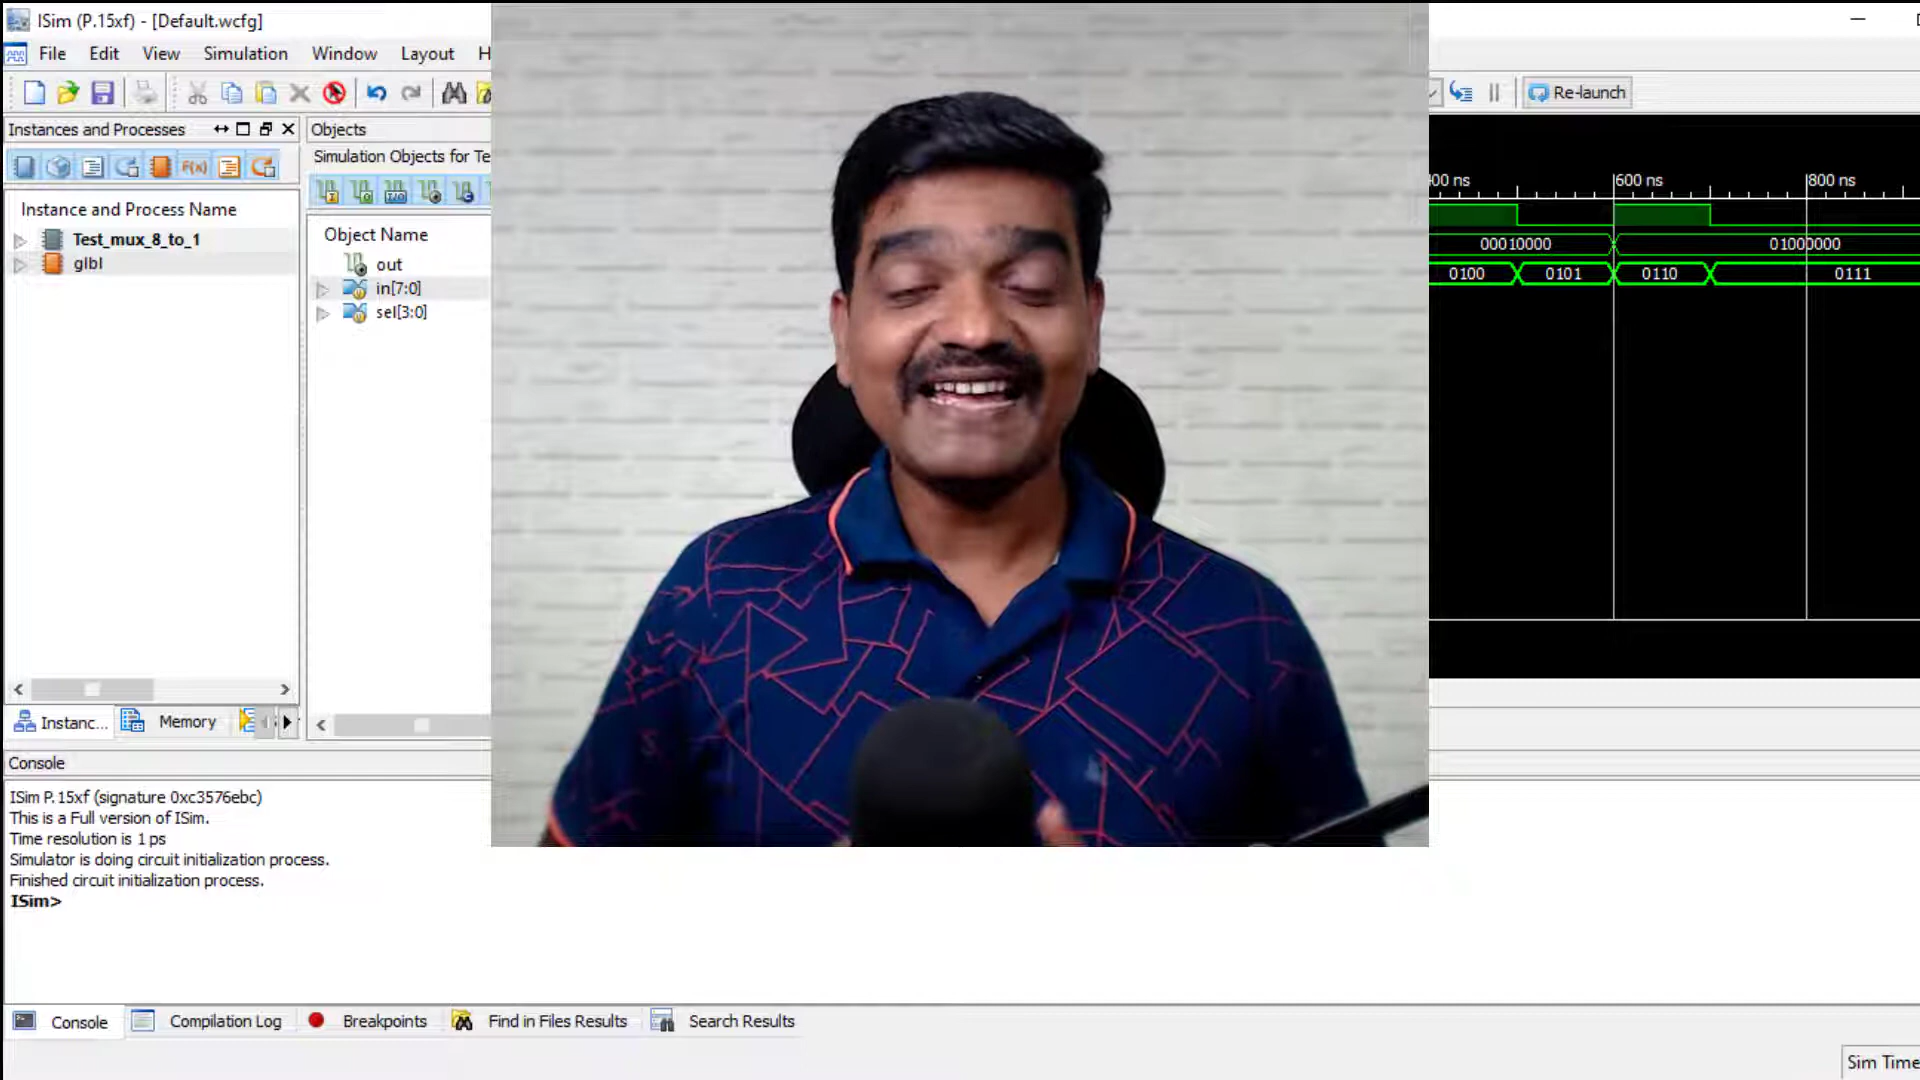 ISim (P.15xf) - [Default.wcfg]
File Edit View Simulation Window Layout H
Re-launch
Instances and Processes
Objects
Simulation Objects for Te
Instance and Process Name
Test_mux_8_to_1
glbl
Object Name
out
in[7:0]
sel[3:0]
00 ns 600 ns 800 ns
00010000 01000000
0100 0101 0110 0111
Instanc... Memory
Console
ISim P.15xf (signature 0xc3576ebc)
This is a Full version of ISim.
Time resolution is 1 ps
Simulator is doing circuit initialization process.
Finished circuit initialization process.
ISim>
Console Compilation Log Breakpoints Find in Files Results Search Results
Sim Time